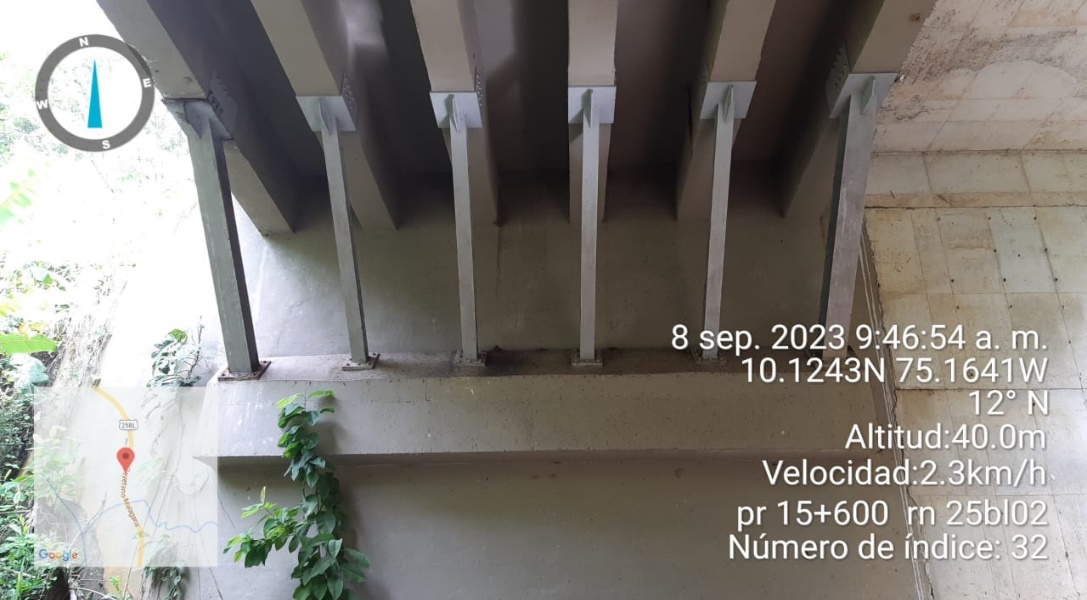 N
E
W
S
8 sep. 2023 9:46:54 a. m.
10.1243N 75.1641W
12° N
Altitud:40.0m
Velocidad:2.3km/h
pr 15+600 rn 25bl02
Número de índice: 32
25BL
Google